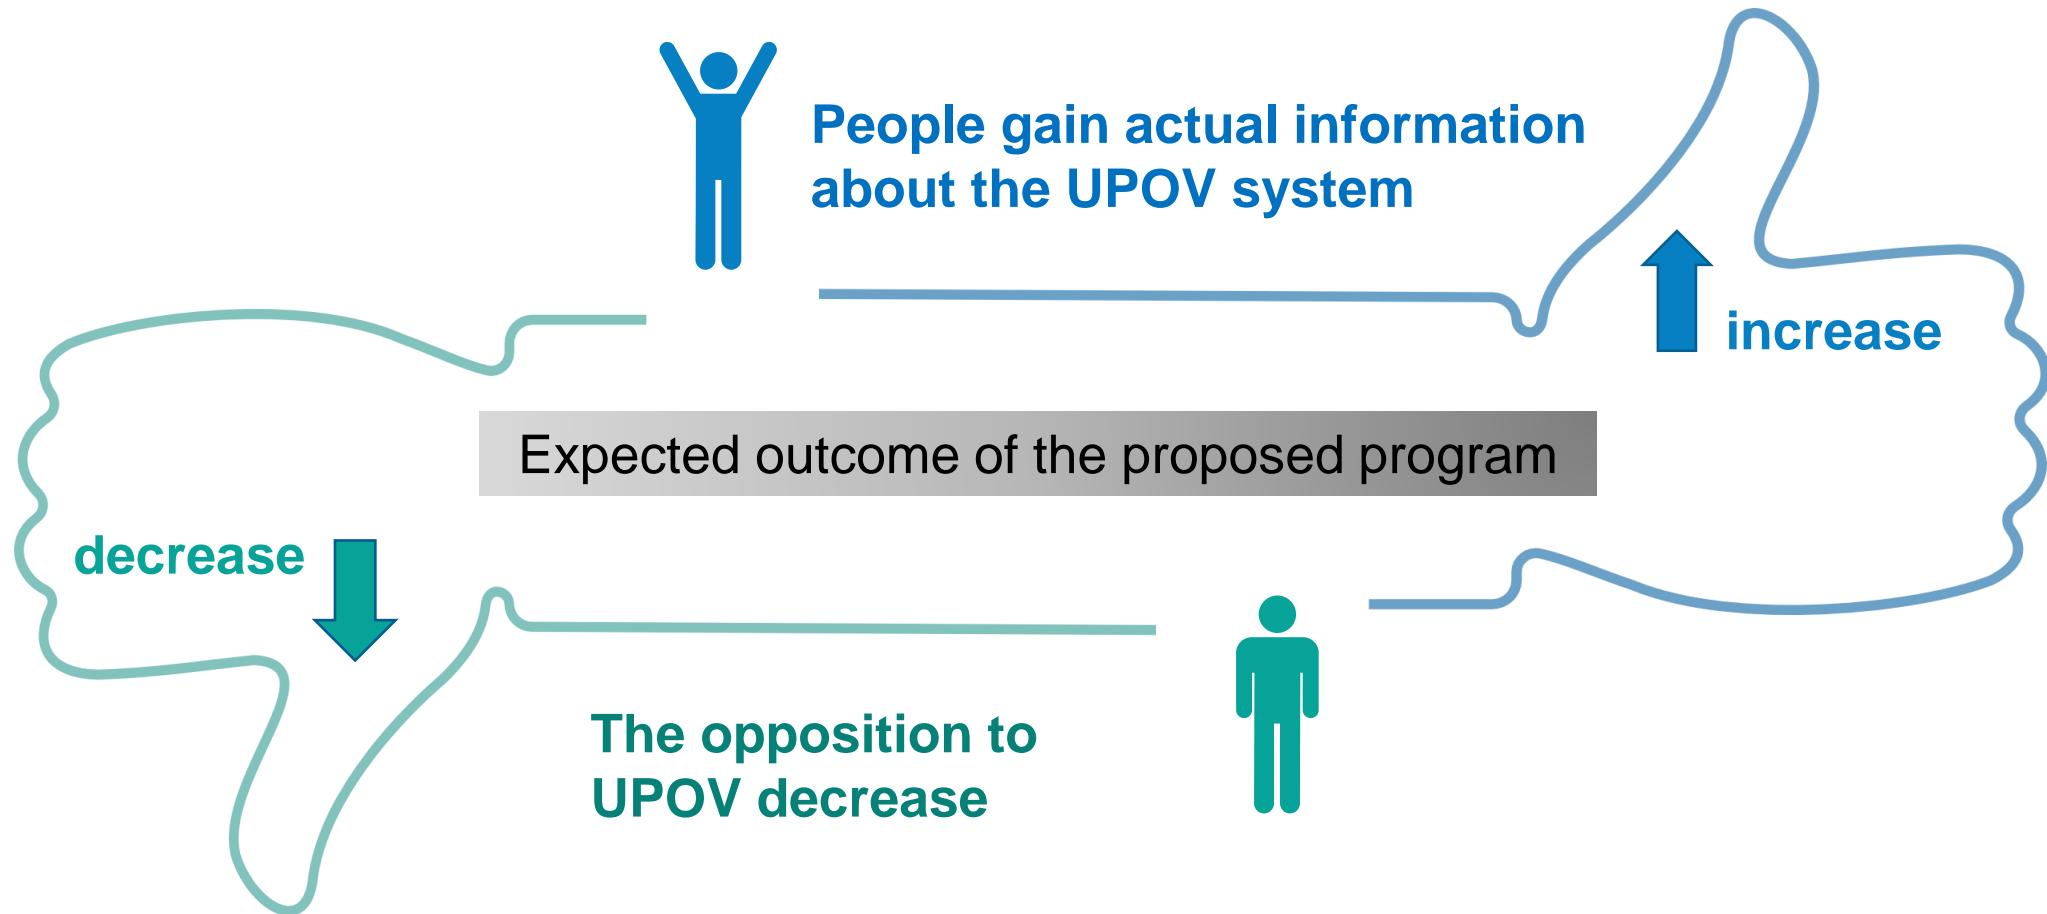 People gain actual information
about the UPOV system
increase
Expected outcome of the proposed program
decrease
The opposition to
UPOV decrease